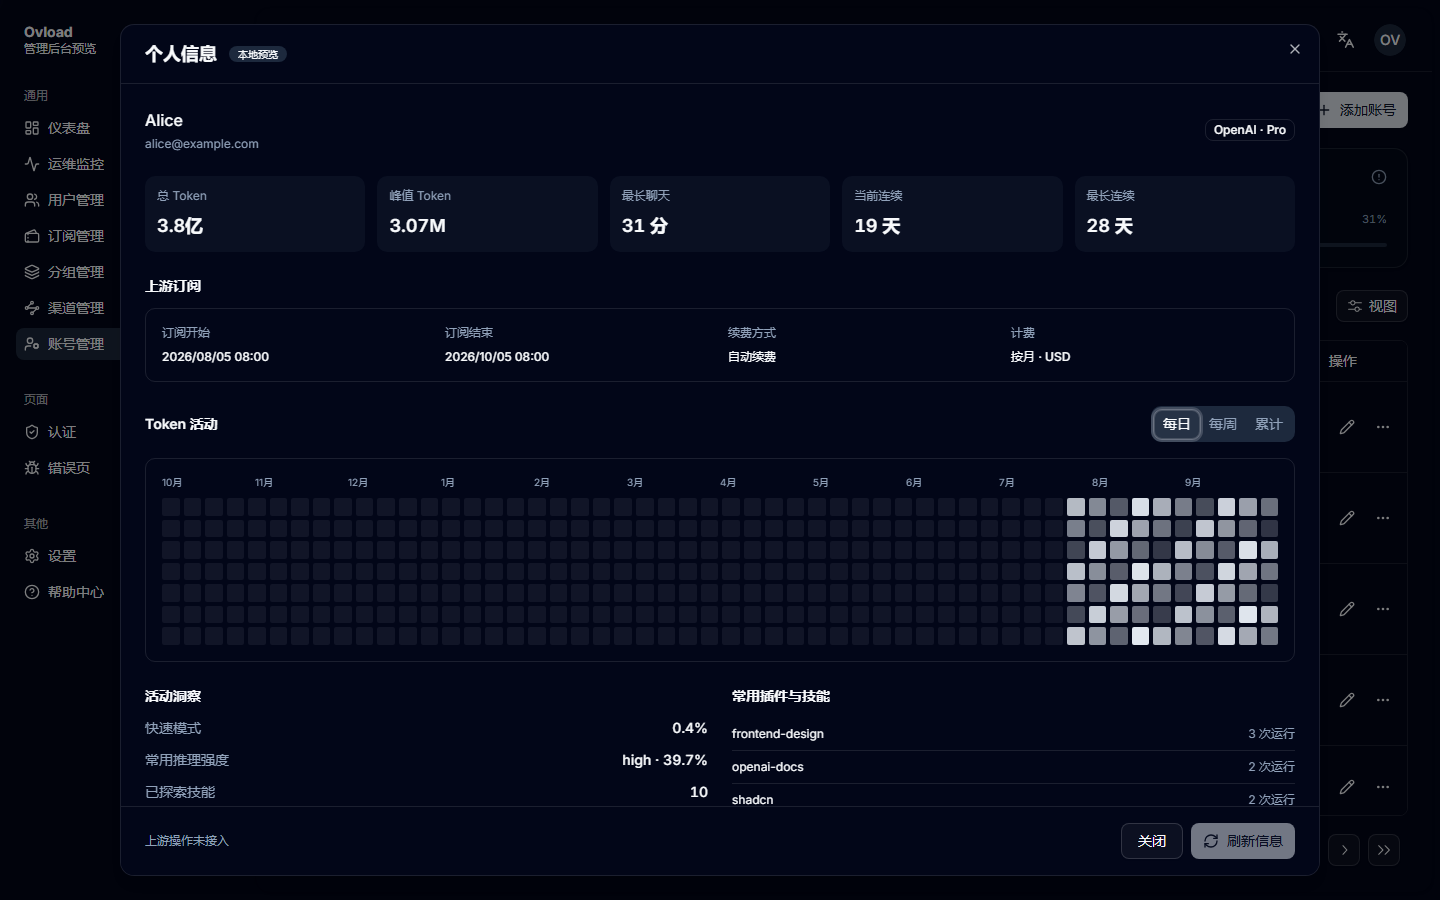 Ovload
管理后台预览
通用
仪表盘
运维监控
用户管理
订阅管理
分组管理
渠道管理
账号管理
页面
认证
错误页
其他
设置
帮助中心
个人信息 本地预览
Alice
alice@example.com
OpenAI · Pro
总 Token
3.8亿
峰值 Token
3.07M
最长聊天
31 分
当前连续
19 天
最长连续
28 天
上游订阅
订阅开始
2026/08/05 08:00
订阅结束
2026/10/05 08:00
续费方式
自动续费
计费
按月 · USD
Token 活动
每日 每周 累计
10月 11月 12月 1月 2月 3月 4月 5月 6月 7月 8月 9月
活动洞察
快速模式 0.4%
常用推理强度 high · 39.7%
已探索技能 10
常用插件与技能
frontend-design 3 次运行
openai-docs 2 次运行
shadcn 2 次运行
上游操作未接入
关闭
刷新信息
OV
添加账号
31%
视图
操作